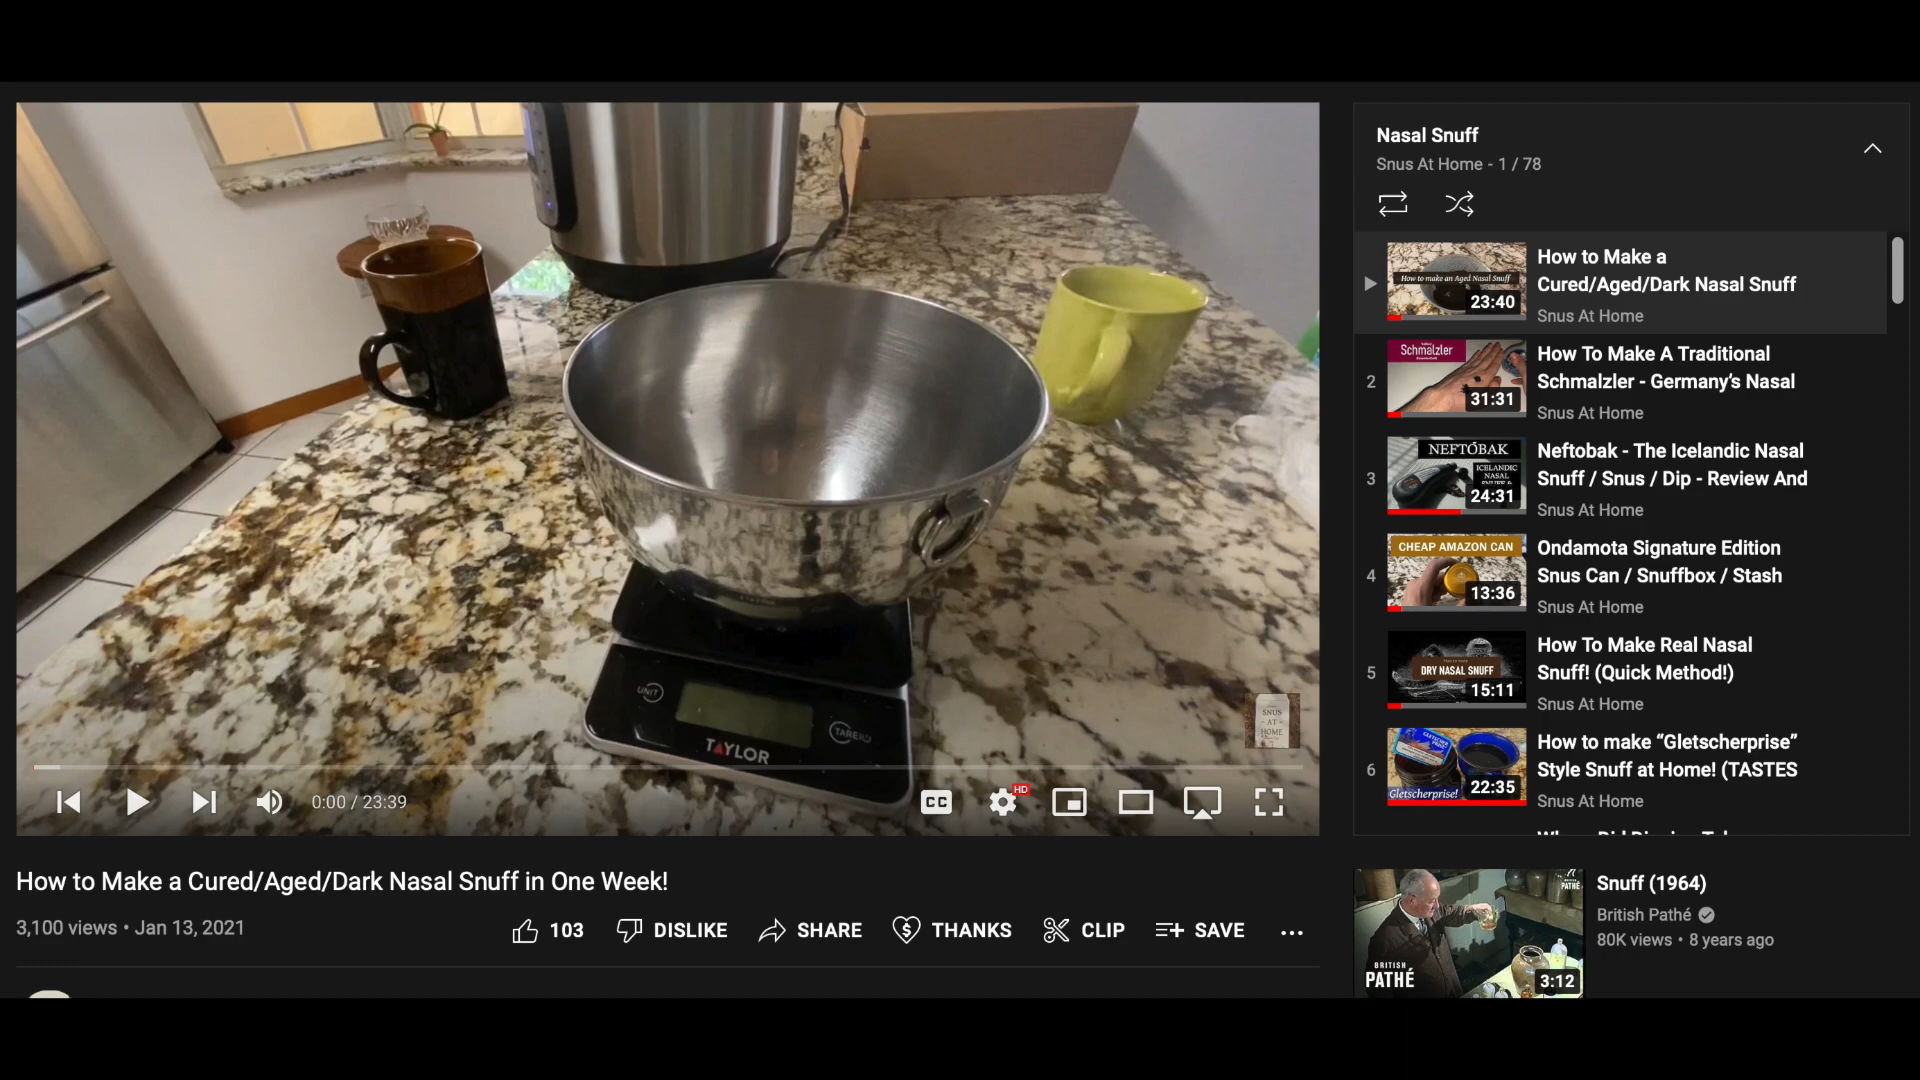 UNIT
TARE
TAYLOR
SNUS
- AT -
HOME
0:00 / 23:39
CC
HD
How to Make a Cured/Aged/Dark Nasal Snuff in One Week!
3,100 views • Jan 13, 2021
103
DISLIKE
SHARE
THANKS
CLIP
SAVE
Nasal Snuff
Snus At Home - 1 / 78
How to make an Aged Nasal Snuff
23:40
How to Make a
Cured/Aged/Dark Nasal Snuff
Snus At Home
2
Schmalzler
31:31
How To Make A Traditional
Schmalzler - Germany's Nasal
Snus At Home
3
NEFTÓBAK
ICELANDIC
NASAL
24:31
Neftobak - The Icelandic Nasal
Snuff / Snus / Dip - Review And
Snus At Home
4
CHEAP AMAZON CAN
13:36
Ondamota Signature Edition
Snus Can / Snuffbox / Stash
Snus At Home
5
DRY NASAL SNUFF
15:11
How To Make Real Nasal
Snuff! (Quick Method!)
Snus At Home
6
Gletscherprise!
22:35
How to make “Gletscherprise”
Style Snuff at Home! (TASTES
Snus At Home
BRITISH
PATHÉ
3:12
Snuff (1964)
British Pathé
80K views • 8 years ago